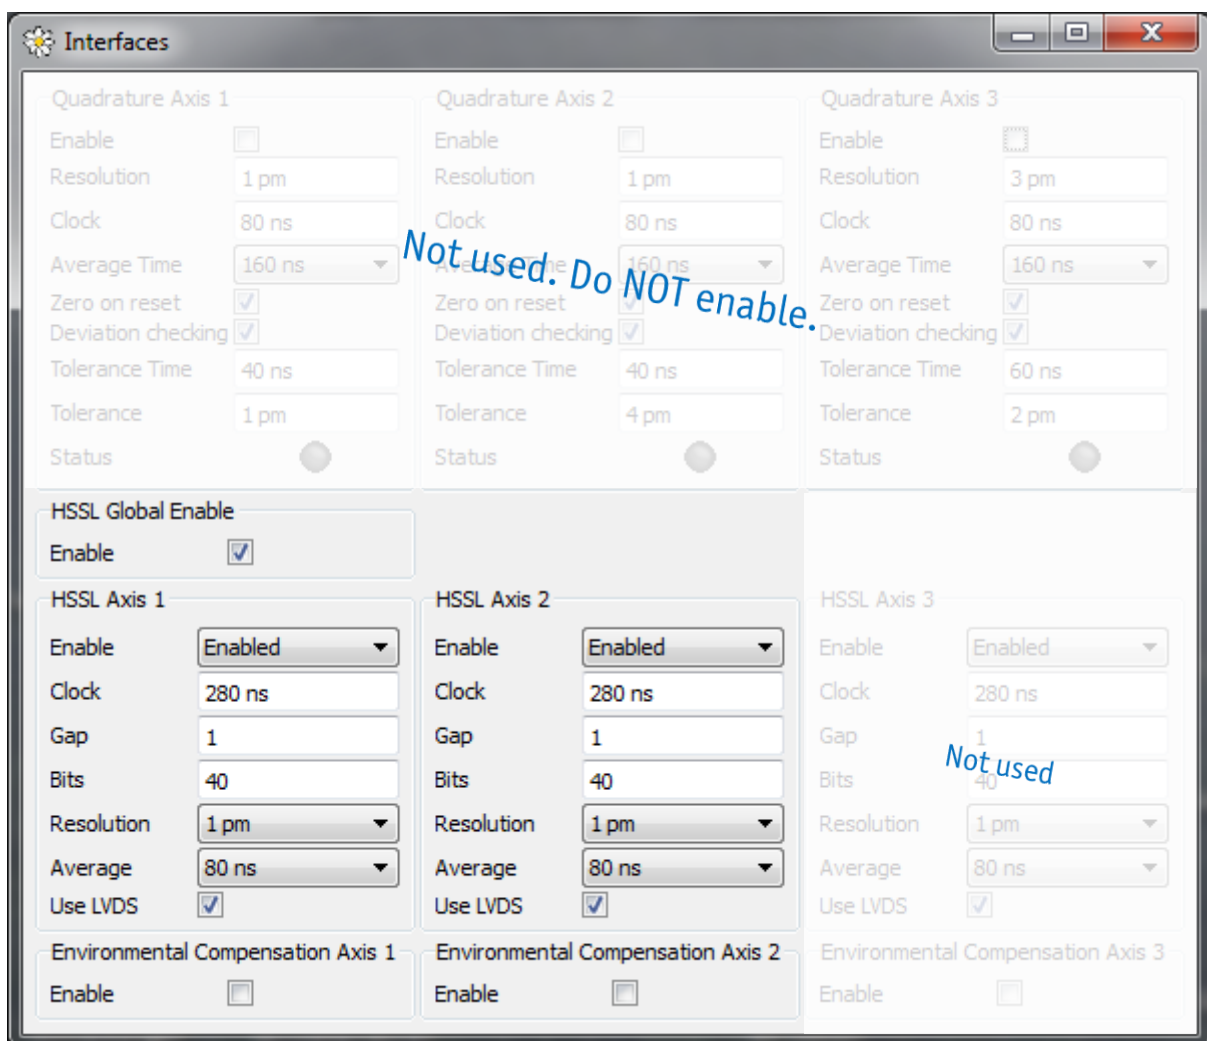 Interfaces
Quadrature Axis 1 Quadrature Axis 2 Quadrature Axis 3
Enable Enable Enable
Resolution 1 pm Resolution 1 pm Resolution 3 pm
Clock 80 ns Clock 80 ns Clock 80 ns
Average Time 160 ns Average Time 160 ns Average Time 160 ns
Not used. Do NOT enable.
Zero on reset Zero on reset Zero on reset
Deviation checking Deviation checking Deviation checking
Tolerance Time 40 ns Tolerance Time 40 ns Tolerance Time 60 ns
Tolerance 1 pm Tolerance 4 pm Tolerance 2 pm
Status Status Status
HSSL Global Enable
Enable
HSSL Axis 1 HSSL Axis 2 HSSL Axis 3
Enable Enabled Enable Enabled Enable Enabled
Clock 280 ns Clock 280 ns Clock 280 ns
Gap 1 Gap 1 Gap 1
Not used
Bits 40 Bits 40 Bits 40
Resolution 1 pm Resolution 1 pm Resolution 1 pm
Average 80 ns Average 80 ns Average 80 ns
Use LVDS Use LVDS Use LVDS
Environmental Compensation Axis 1 Environmental Compensation Axis 2 Environmental Compensation Axis 3
Enable Enable Enable